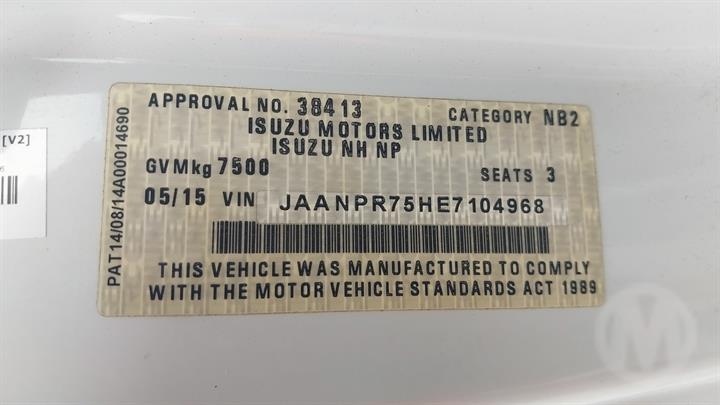 APPROVAL NO. 38413 CATEGORY NB2
ISUZU MOTORS LIMITED
ISUZU NH NP
GVMkg 7500 SEATS 3
05/15 VIN JAANPR75HE7104968
THIS VEHICLE WAS MANUFACTURED TO COMPLY
WITH THE MOTOR VEHICLE STANDARDS ACT 1989
PAT14/08/14A00014690
[V2]
M